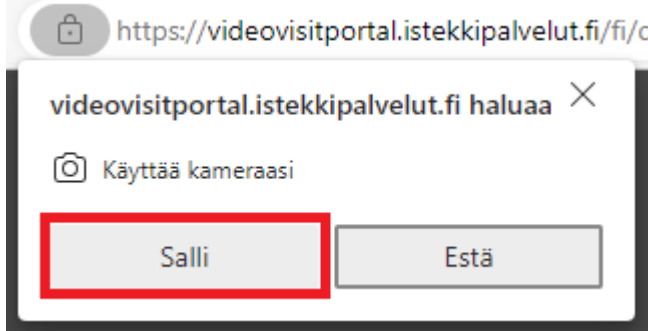 https://videovisitportal.istekkipalvelut.fi/fi/
videovisitportal.istekkipalvelut.fi haluaa
Käyttää kameraasi
Salli
Estä